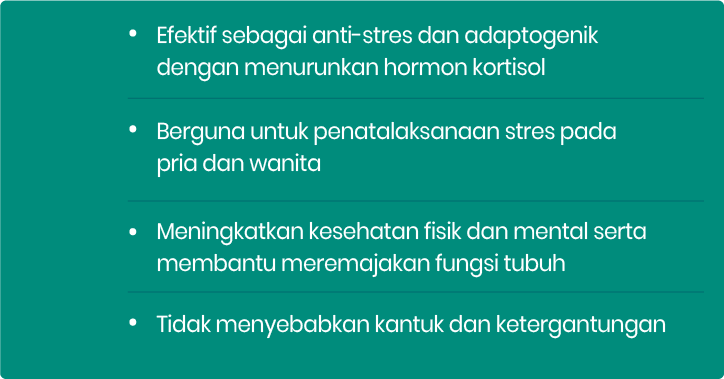 • Efektif sebagai anti-stres dan adaptogenik
dengan menurunkan hormon kortisol
• Berguna untuk penatalaksanaan stres pada
pria dan wanita
• Meningkatkan kesehatan fisik dan mental serta
membantu meremajakan fungsi tubuh
• Tidak menyebabkan kantuk dan ketergantungan